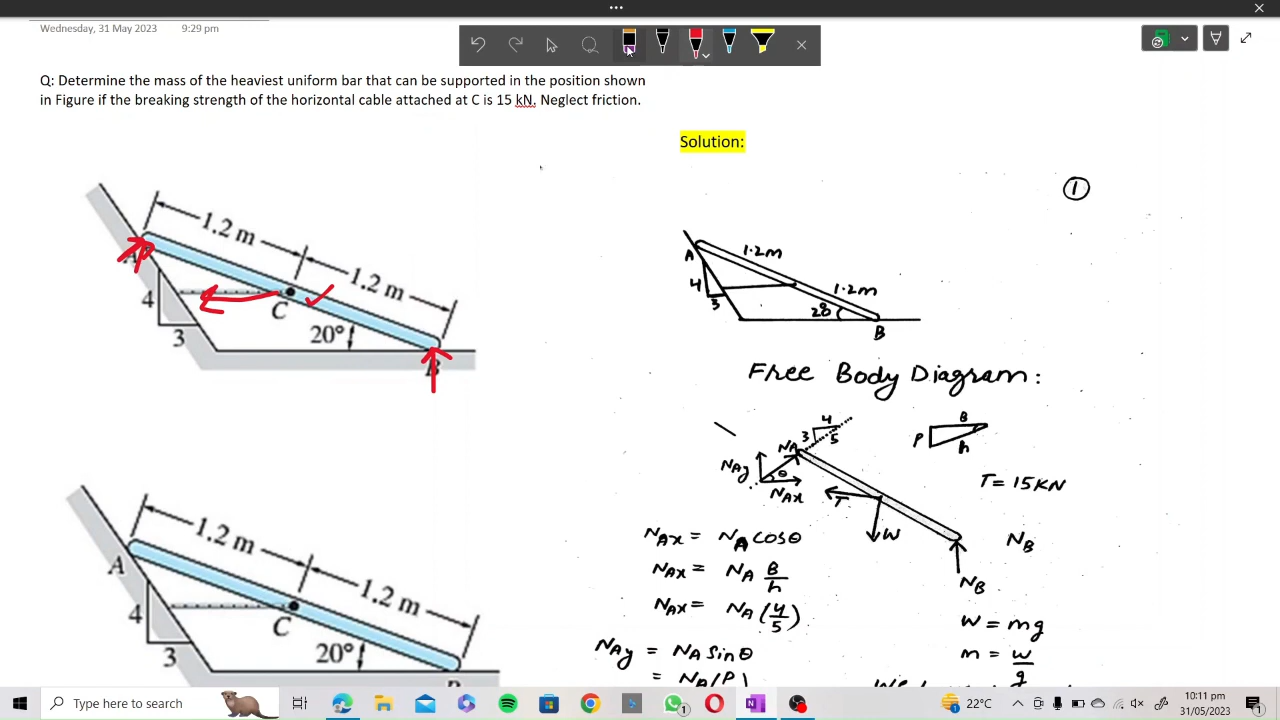 Wednesday, 31 May 2023 9:29 pm
Q: Determine the mass of the heaviest uniform bar that can be supported in the position shown
in Figure if the breaking strength of the horizontal cable attached at C is 15 kN. Neglect friction.
Solution:
1
1.2 m
1.2 m
A
4
3
C
20°
B
A
1.2m
1.2m
4
3
28
B
Free Body Diagram:
4
3
5
NA
NAy
θ
NAx
T
W
NB
B
P
h
T = 15KN
NB
NAx = NA cosθ
NAx = NA B/h
NAx = NA (4/5)
NAy = NA Sinθ
= NA (P
W = mg
m = W/g
1.2 m
1.2 m
A
4
3
C
20°
Type here to search
1
22°C
10:11 pm
31/05/2023
1